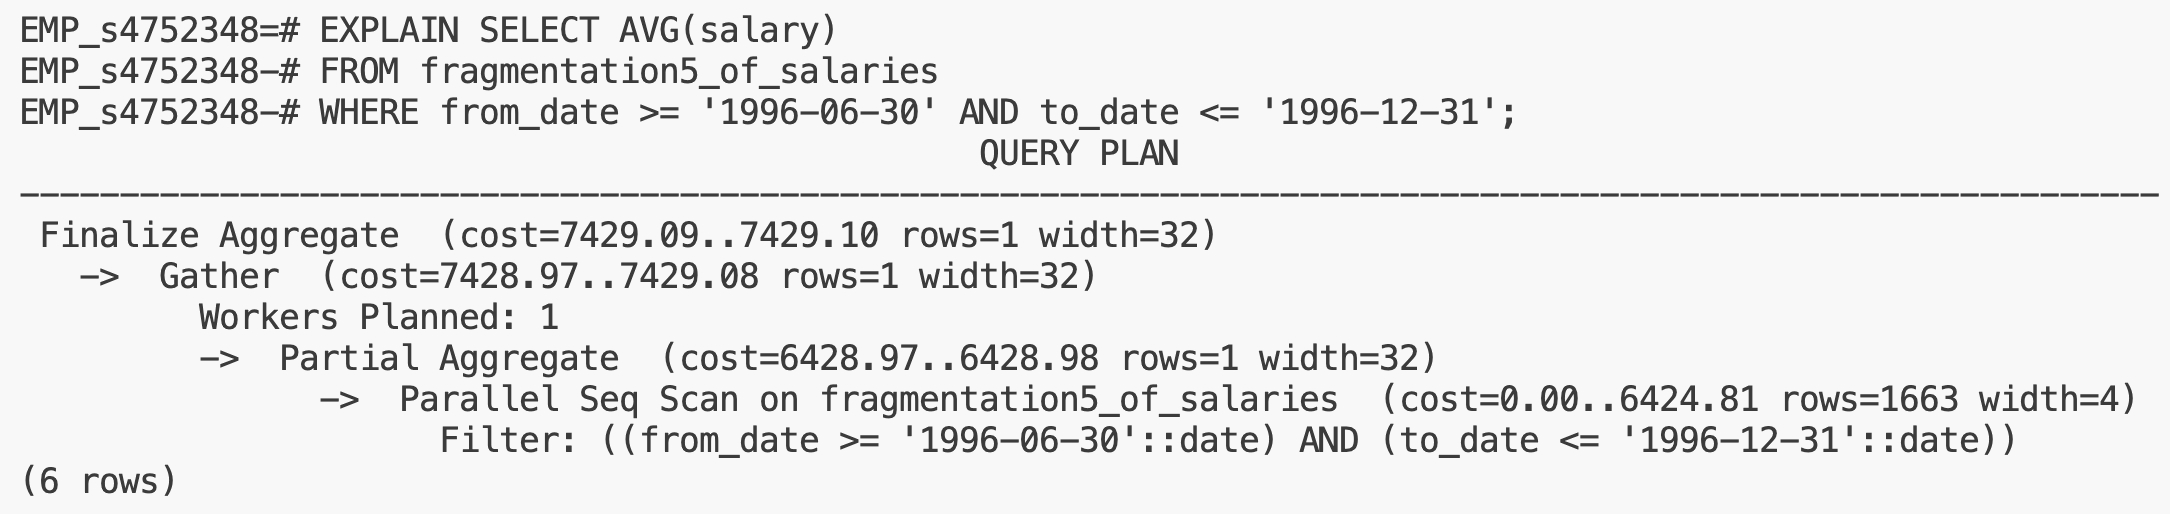 EMP_s4752348=# EXPLAIN SELECT AVG(salary)
EMP_s4752348-# FROM fragmentation5_of_salaries
EMP_s4752348-# WHERE from_date >= '1996-06-30' AND to_date <= '1996-12-31';
QUERY PLAN
-----------------------------------------------------------------------------------------------------------
Finalize Aggregate  (cost=7429.09..7429.10 rows=1 width=32)
->  Gather  (cost=7428.97..7429.08 rows=1 width=32)
Workers Planned: 1
->  Partial Aggregate  (cost=6428.97..6428.98 rows=1 width=32)
->  Parallel Seq Scan on fragmentation5_of_salaries  (cost=0.00..6424.81 rows=1663 width=4)
Filter: ((from_date >= '1996-06-30'::date) AND (to_date <= '1996-12-31'::date))
(6 rows)